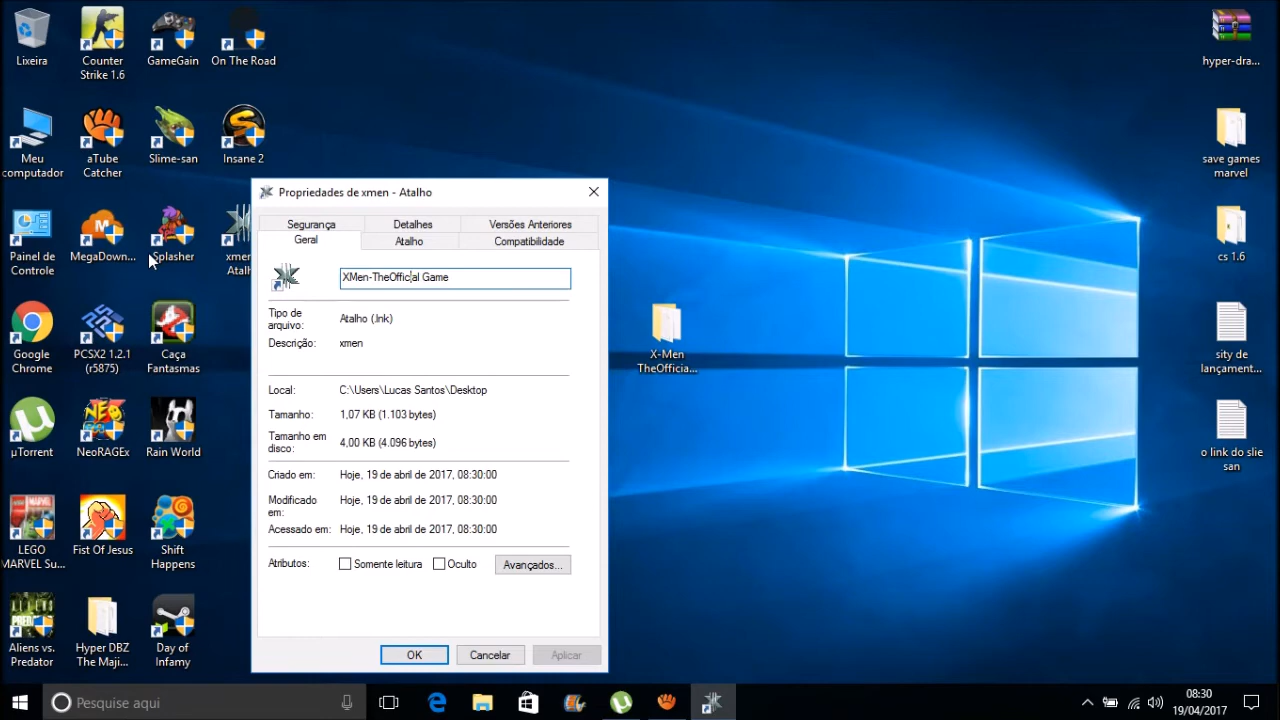 Lixeira
Counter
Strike 1.6
GameGain
On The Road
Meu
computador
aTube
Catcher
Slime-san
Insane 2
Painel de
Controle
MegaDown...
Splasher
xmen
Atalh
Google
Chrome
PCSX2 1.2.1
(r5875)
Caça
Fantasmas
µTorrent
NeoRAGEx
Rain World
LEGO
MARVEL Su...
Fist Of Jesus
Shift
Happens
Aliens vs.
Predator
Hyper DBZ
The Maji...
Day of
Infamy
Propriedades de xmen - Atalho
Segurança
Detalhes
Versões Anteriores
Geral
Atalho
Compatibilidade
XMen-TheOfficial Game
Tipo de
arquivo:
Atalho (.lnk)
Descrição:
xmen
Local:
C:\Users\Lucas Santos\Desktop
Tamanho:
1,07 KB (1.103 bytes)
Tamanho em
disco:
4,00 KB (4.096 bytes)
Criado em:
Hoje, 19 de abril de 2017, 08:30:00
Modificado
em:
Hoje, 19 de abril de 2017, 08:30:00
Acessado em:
Hoje, 19 de abril de 2017, 08:30:00
Atributos:
Somente leitura
Oculto
Avançados...
OK
Cancelar
Aplicar
X-Men
TheOfficia...
hyper-dra...
save games
marvel
cs 1.6
sity de
lançament...
o link do slie
san
Pesquise aqui
08:30
19/04/2017